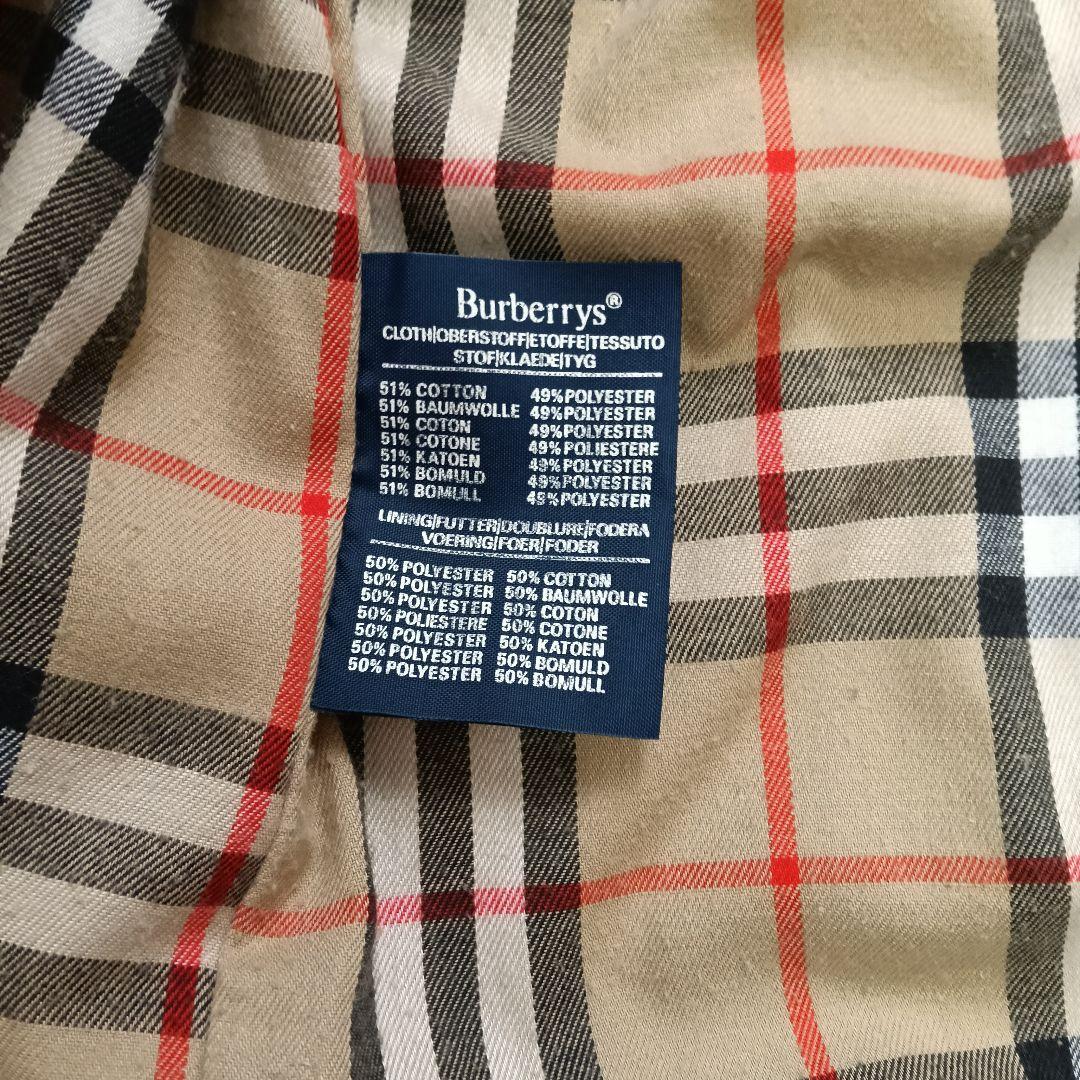 Burberrys®
CLOTH|OBERSTOFF|ETOFFE|TESSUTO
STOF|KLAEDE|TYG
51% COTTON 49% POLYESTER
51% BAUMWOLLE 49% POLYESTER
51% COTON 49% POLYESTER
51% COTONE 49% POLIESTERE
51% KATOEN 49% POLYESTER
51% BOMULD 49% POLYESTER
51% BOMULL 49% POLYESTER
LINING|FUTTER|DOUBLURE|FODERA
VOERING|FOER|FODER
50% POLYESTER 50% COTTON
50% POLYESTER 50% BAUMWOLLE
50% POLYESTER 50% COTON
50% POLIESTERE 50% COTONE
50% POLYESTER 50% KATOEN
50% POLYESTER 50% BOMULD
50% POLYESTER 50% BOMULL